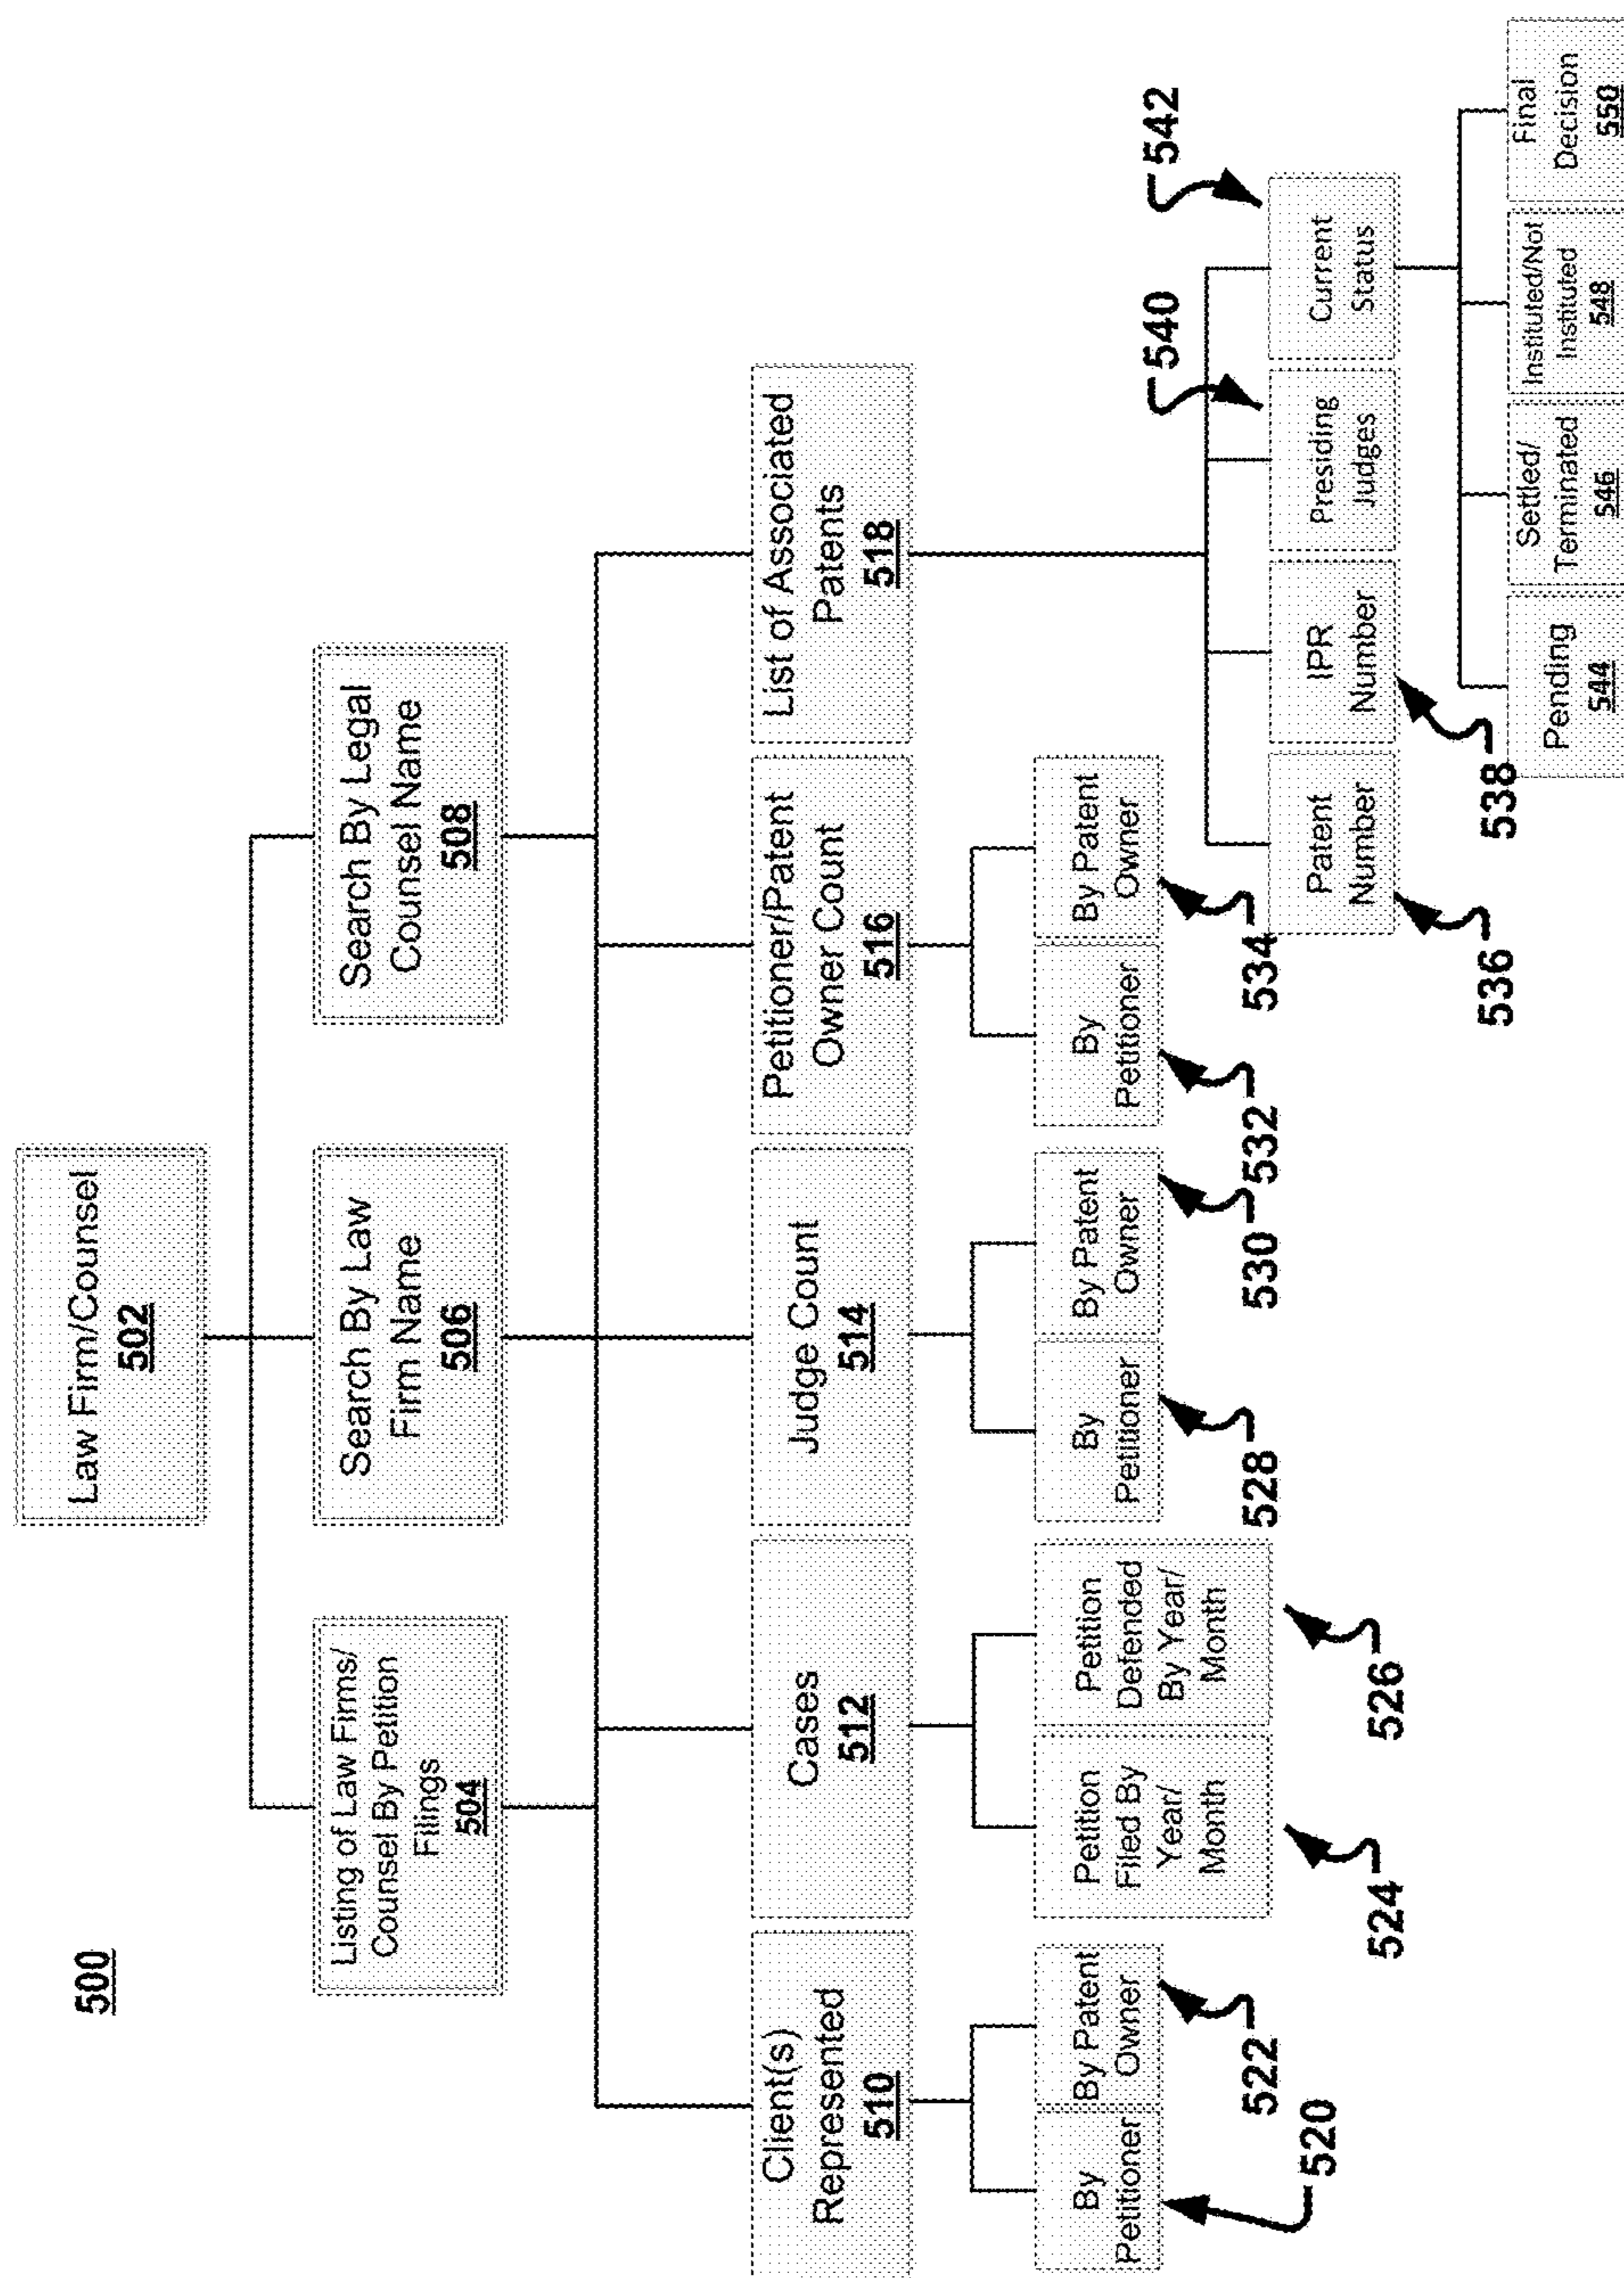 500
Law Firm/Counsel
502
Listing of Law Firms/
Counsel By Petition
Filings
504
Search By Law
Firm Name
506
Search By Legal
Counsel Name
508
Client(s)
Represented
510
Cases
512
Judge Count
514
Petitioner/Patent
Owner Count
516
List of Associated
Patents
518
By
Petitioner
520
By Patent
Owner
522
Petition
Filed By
Year/
Month
524
Petition
Defended
By Year/
Month
526
By
Petitioner
528
By Patent
Owner
530
By
Petitioner
532
By Patent
Owner
534
Patent
Number
536
IPR
Number
538
Presiding
Judges
540
Current
Status
542
Pending
544
Settled/
Terminated
546
Instituted/Not
Instituted
548
Final
Decision
550